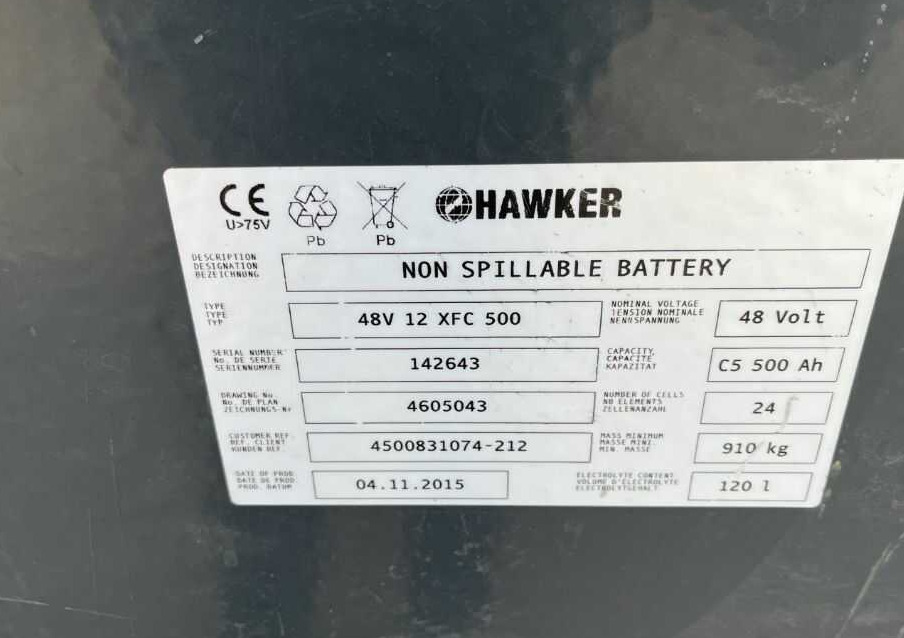 CE
U>75V
Pb
Pb
HAWKER
DESCRIPTION
DESIGNATION
BEZEICHNUNG
NON SPILLABLE BATTERY
TYPE
TYPE
TYP
48V 12 XFC 500
NOMINAL VOLTAGE
TENSION NOMINALE
NENNSPANNUNG
48 Volt
SERIAL NUMBER
No. DE SERIE
SERIENNUMMER
142643
CAPACITY,
CAPACITE
KAPAZITAT
C5 500 Ah
DRAWING No.
No. DE PLAN
ZEICHNUNGS-Nr
4605043
NUMBER OF CELLS
NB ELEMENTS
ZELLENANZAHL
24
CUSTOMER REF.
REF. CLIENT
KUNDEN REF.
4500831074-212
MASS MINIMUM
MASSE MINI.
MIN. MASSE
910 kg
DATE OF PROD.
DATE DE PROD.
PROD. DATUM
04.11.2015
ELECTROLYTE CONTENT
VOLUME D'ELECTROLYTE
ELECTROLYTGEHALT
120 l